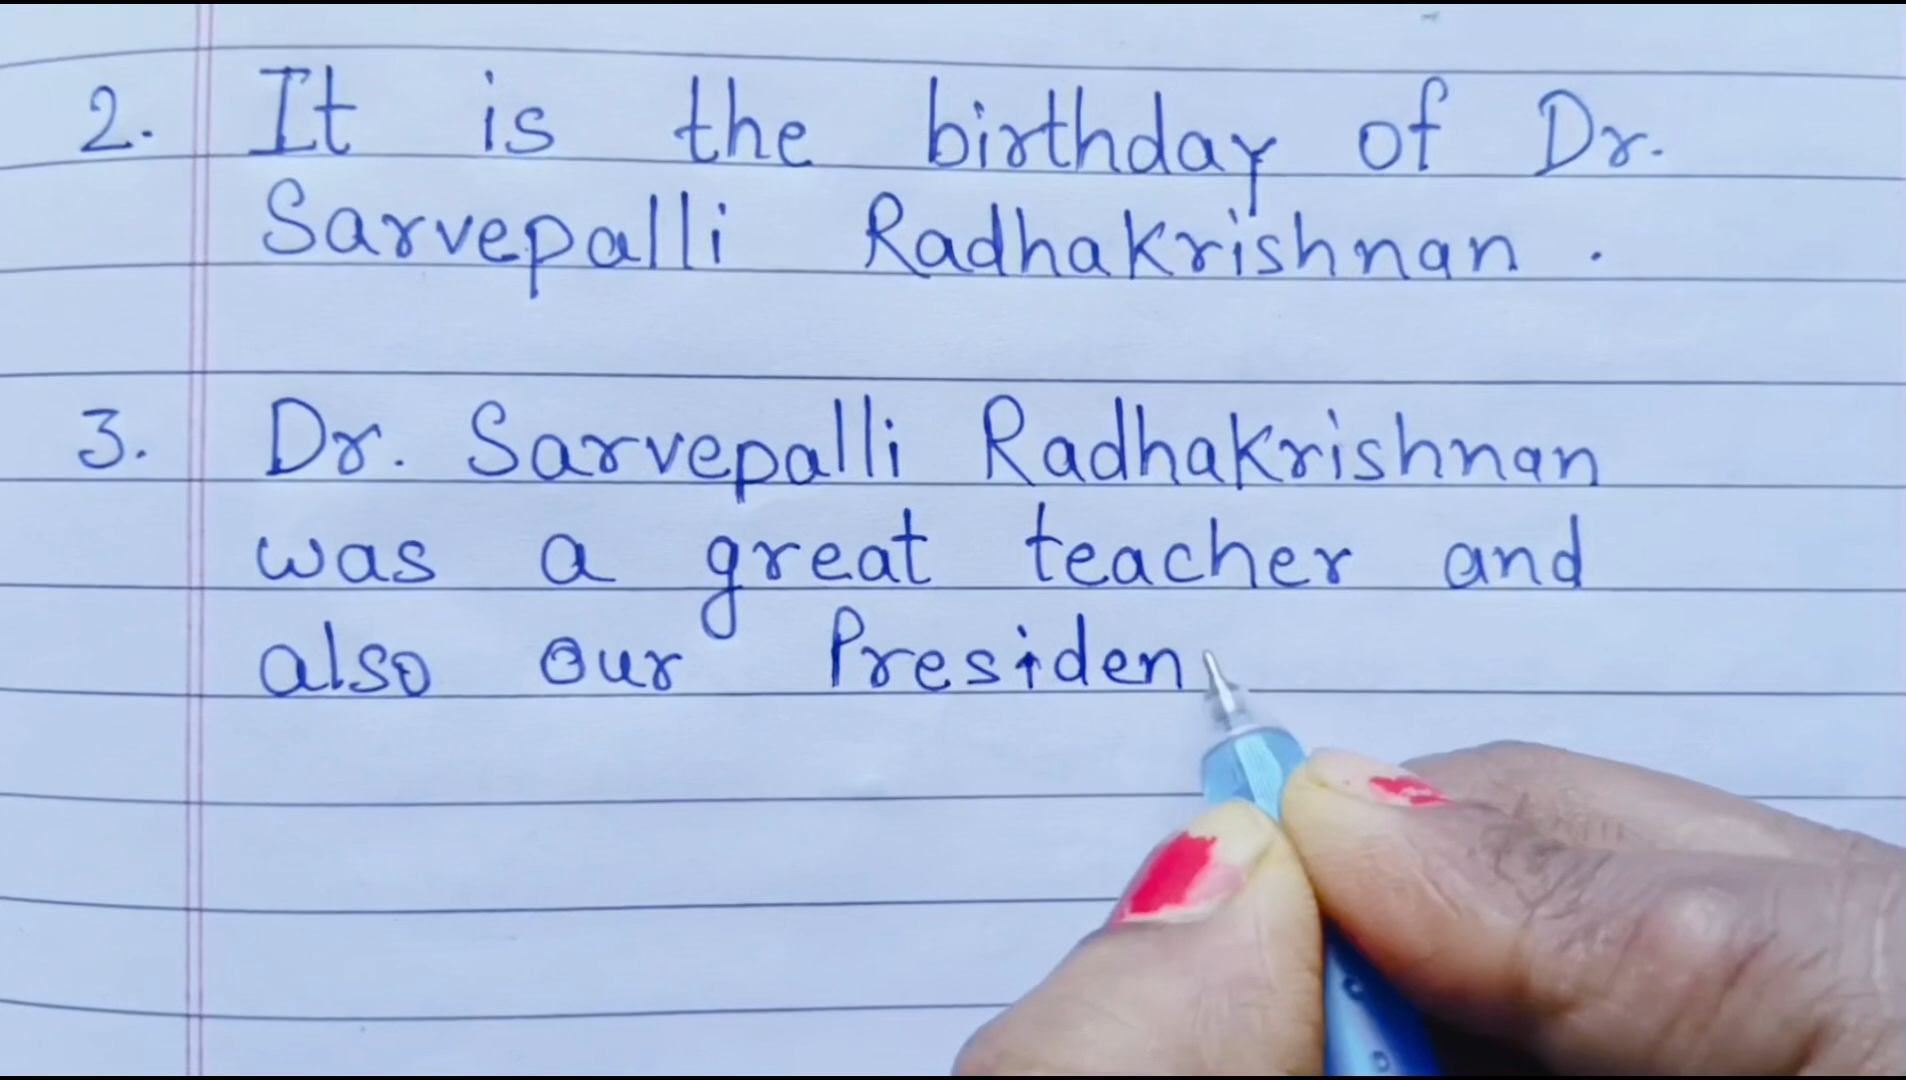 2. It is the birthday of Dr.
Sarvepalli Radhakrishnan.
3. Dr. Sarvepalli Radhakrishnan
was a great teacher and
also our Presiden